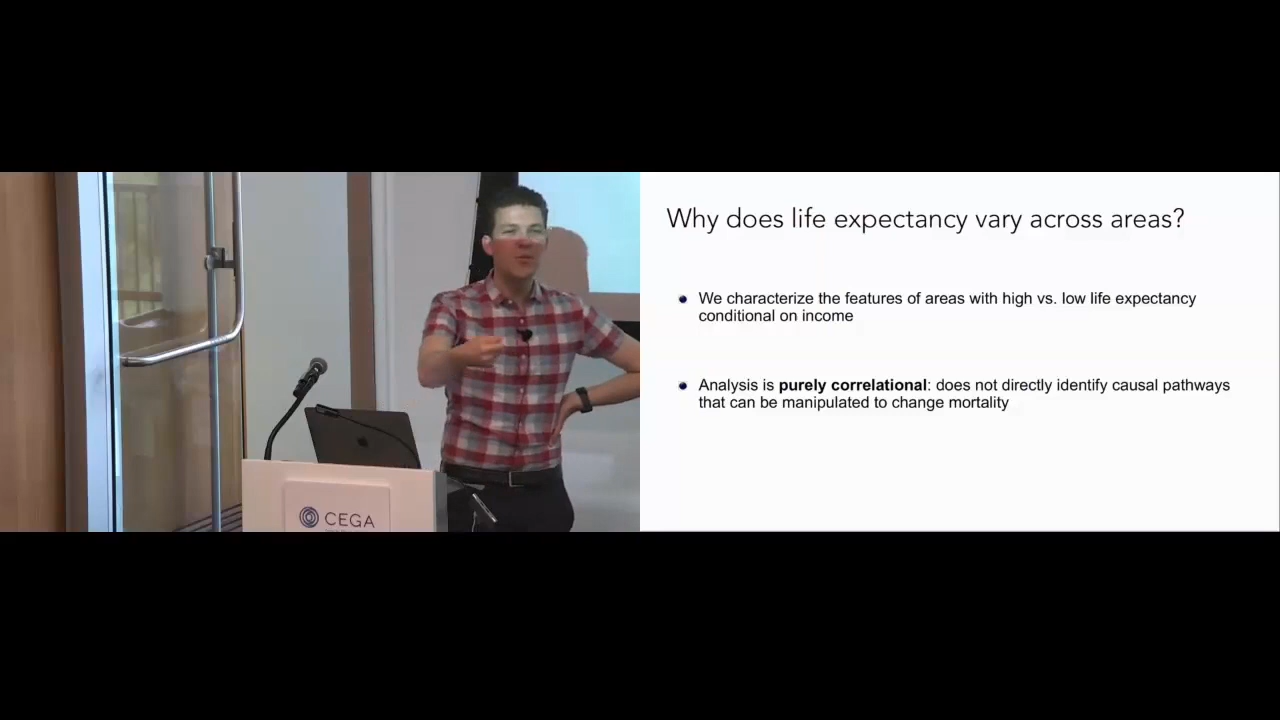 Why does life expectancy vary across areas?
We characterize the features of areas with high vs. low life expectancy
conditional on income
Analysis is purely correlational: does not directly identify causal pathways
that can be manipulated to change mortality
CEGA